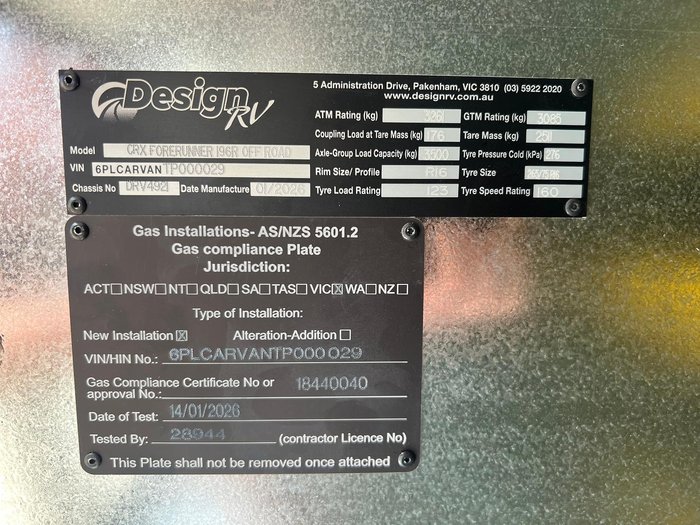 Design RV
5 Administration Drive, Pakenham, VIC 3810 (03) 5922 2020
www.designrv.com.au
Model CRX FORERUNNER 196R OFF ROAD
VIN 6PLCARVANTP000029
Chassis No DRV4921 Date Manufacture 01/2026
ATM Rating (kg) GTM Rating (kg) 3085
Coupling Load at Tare Mass (kg) 176 Tare Mass (kg) 2511
Axle-Group Load Capacity (kg) 3500 Tyre Pressure Cold (kPa) 276
Rim Size/ Profile R16 Tyre Size 265/75R16
Tyre Load Rating 123 Tyre Speed Rating 160
Gas Installations- AS/NZS 5601.2
Gas compliance Plate
Jurisdiction:
ACT☐NSW☐NT☐QLD☐SA☐TAS☐VIC☒WA☐NZ☐
Type of Installation:
New Installation ☒ Alteration-Addition ☐
VIN/HIN No.: 6PLCARVANTP000029
Gas Compliance Certificate No or
approval No.: 18440040
Date of Test: 14/01/2026
Tested By: 28944 (contractor Licence No)
This Plate shall not be removed once attached